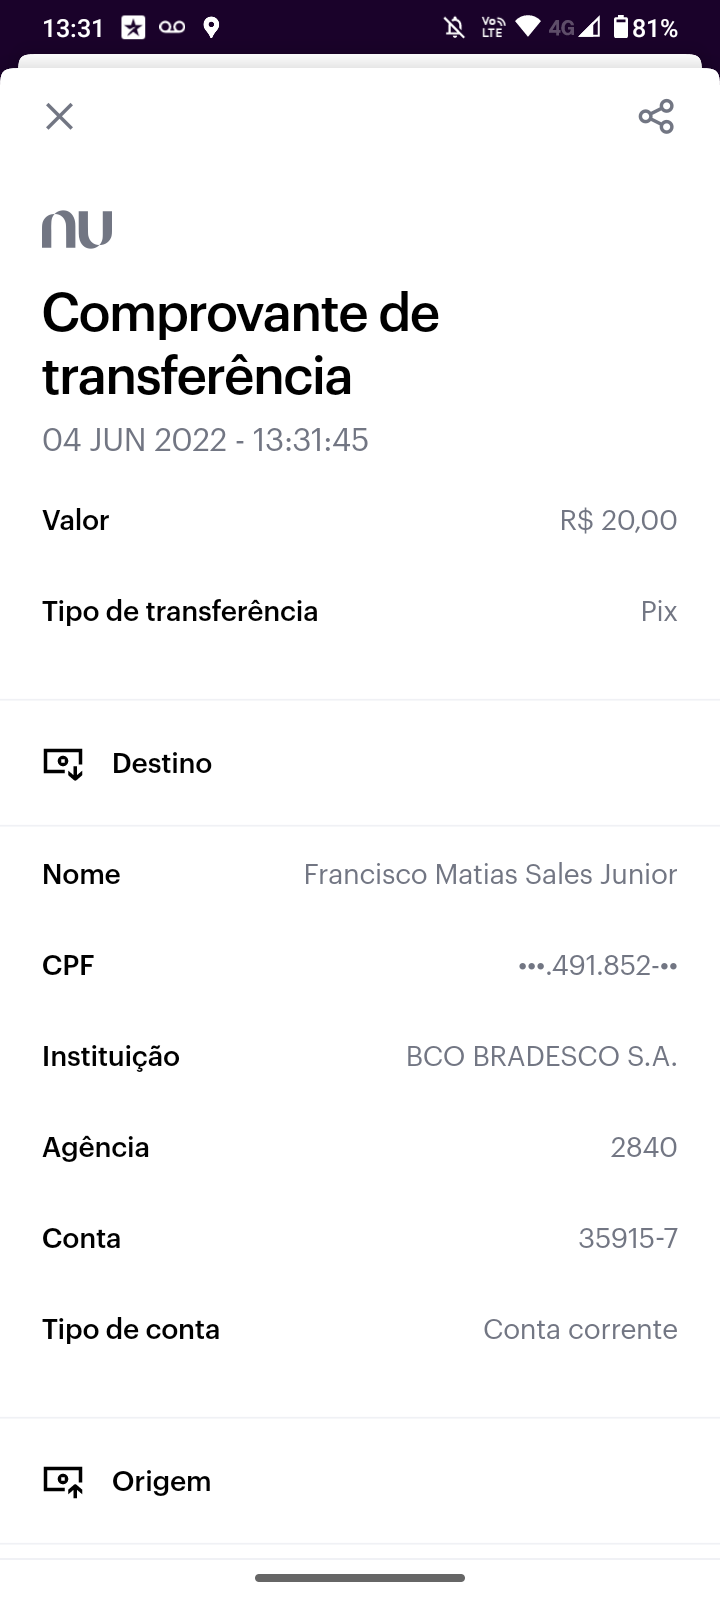 13:31 Vo LTE 4G 81%
nu
Comprovante de
transferência
04 JUN 2022 - 13:31:45
Valor R$ 20,00
Tipo de transferência Pix
Destino
Nome Francisco Matias Sales Junior
CPF •••.491.852-••
Instituição BCO BRADESCO S.A.
Agência 2840
Conta 35915-7
Tipo de conta Conta corrente
Origem